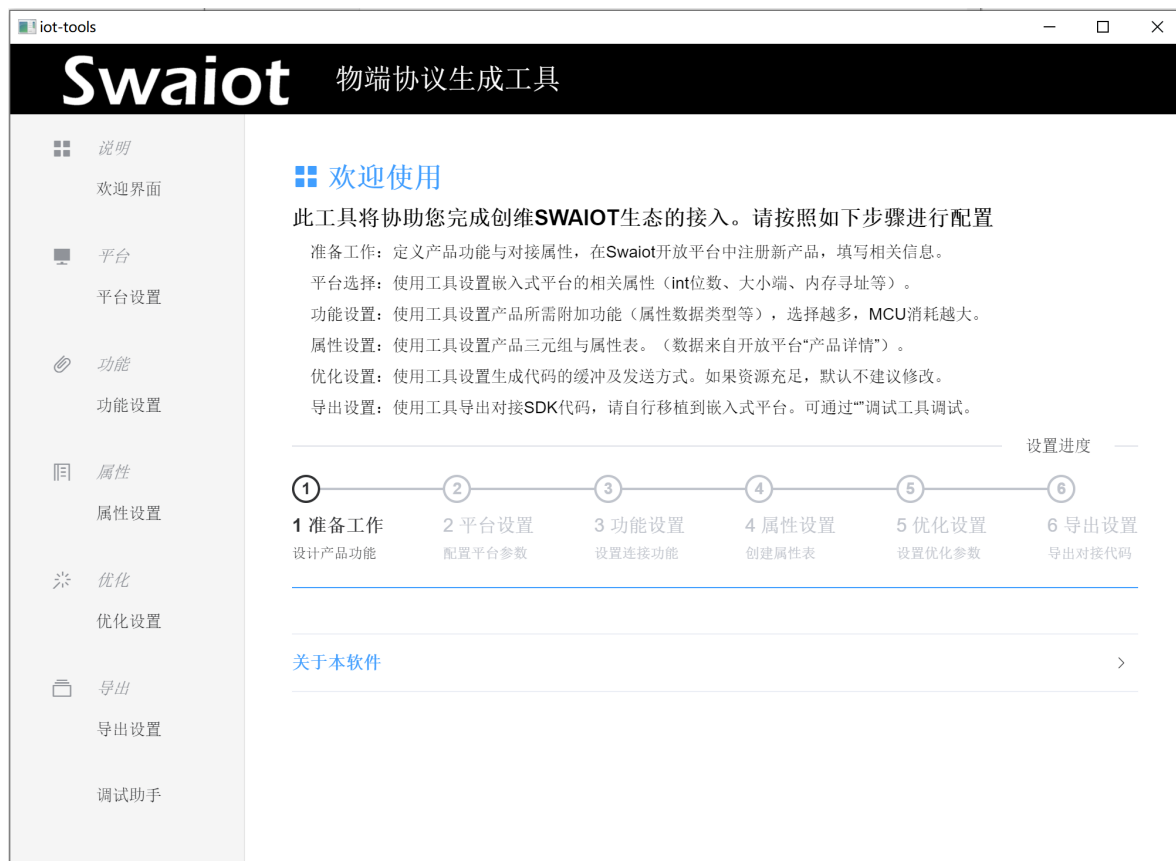 iot-tools
Swaiot 物端协议生成工具
说明
欢迎界面
平台
平台设置
功能
功能设置
属性
属性设置
优化
优化设置
导出
导出设置
调试助手
欢迎使用
此工具将协助您完成创维SWAIOT生态的接入。请按照如下步骤进行配置
准备工作：定义产品功能与对接属性，在Swaiot开放平台中注册新产品，填写相关信息。
平台选择：使用工具设置嵌入式平台的相关属性（int位数、大小端、内存寻址等）。
功能设置：使用工具设置产品所需附加功能（属性数据类型等），选择越多，MCU消耗越大。
属性设置：使用工具设置产品三元组与属性表。（数据来自开放平台“产品详情”）。
优化设置：使用工具设置生成代码的缓冲及发送方式。如果资源充足，默认不建议修改。
导出设置：使用工具导出对接SDK代码，请自行移植到嵌入式平台。可通过“”调试工具调试。
设置进度
1 2 3 4 5 6
1 准备工作 2 平台设置 3 功能设置 4 属性设置 5 优化设置 6 导出设置
设计产品功能 配置平台参数 设置连接功能 创建属性表 设置优化参数 导出对接代码
关于本软件